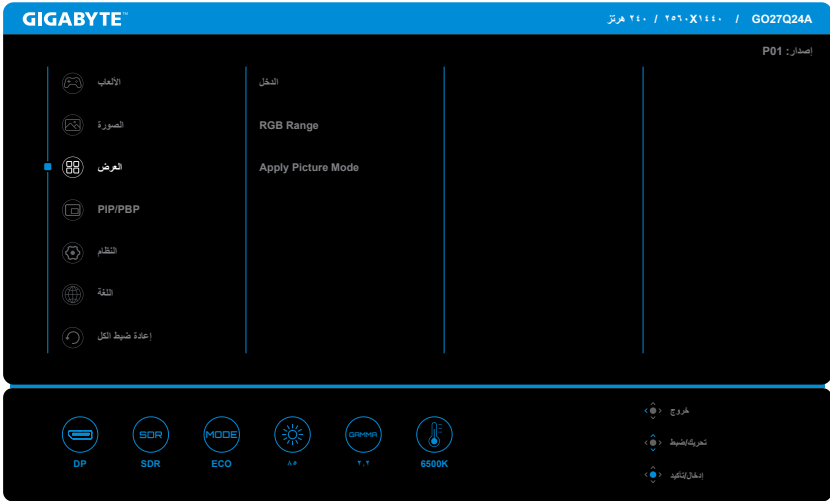 GIGABYTE™
GO27Q24A / ٢٥٦٠X١٤٤٠ / ٢٤٠ هرتز
إصدار: P01
الألعاب
الصورة
العرض
PIP/PBP
النظام
اللغة
إعادة ضبط الكل
الدخل
RGB Range
Apply Picture Mode
SDR
MODE
GAMMA
DP
SDR
ECO
٨٥
٢,٢
6500K
خروج
تحريك/ضبط
إدخال/تأكيد